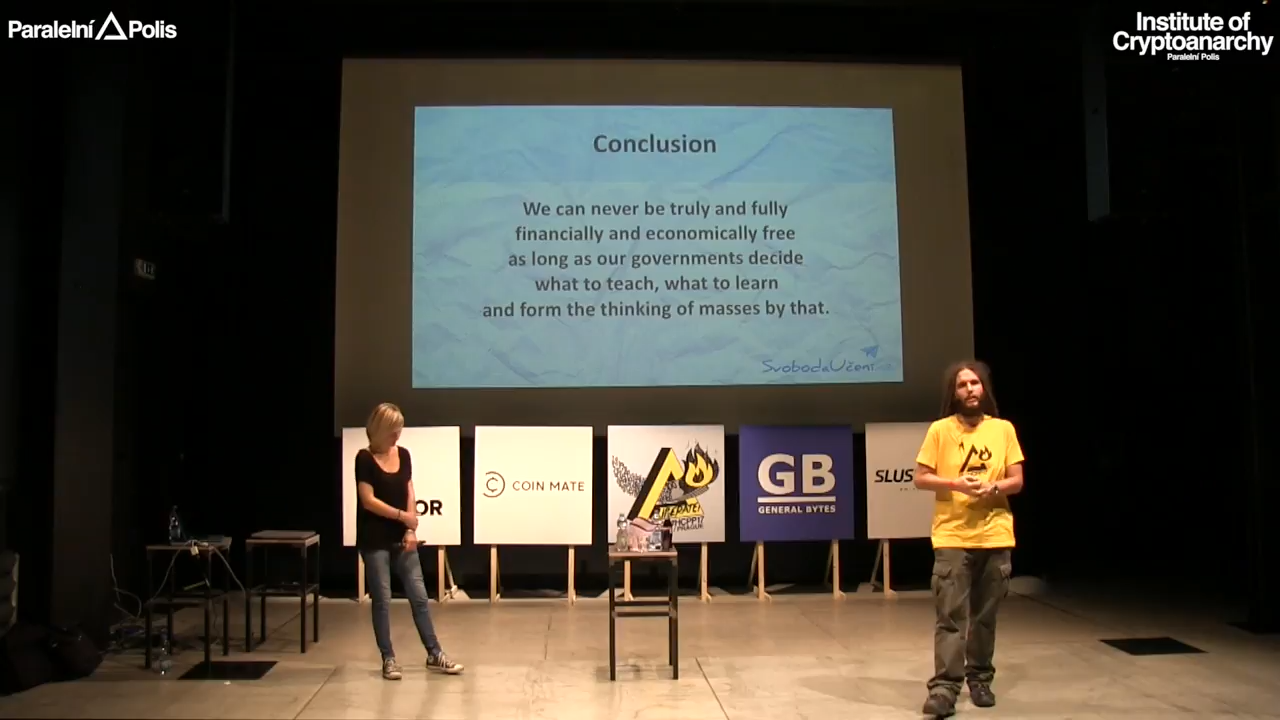 Paralelní Polis
Institute of
Cryptoanarchy
Paralelní Polis
Conclusion
We can never be truly and fully
financially and economically free
as long as our governments decide
what to teach, what to learn
and form the thinking of masses by that.
SvobodaUčení
OR
COIN MATE
HCPP17
PRAGUE
GB
GENERAL BYTES
SLUS